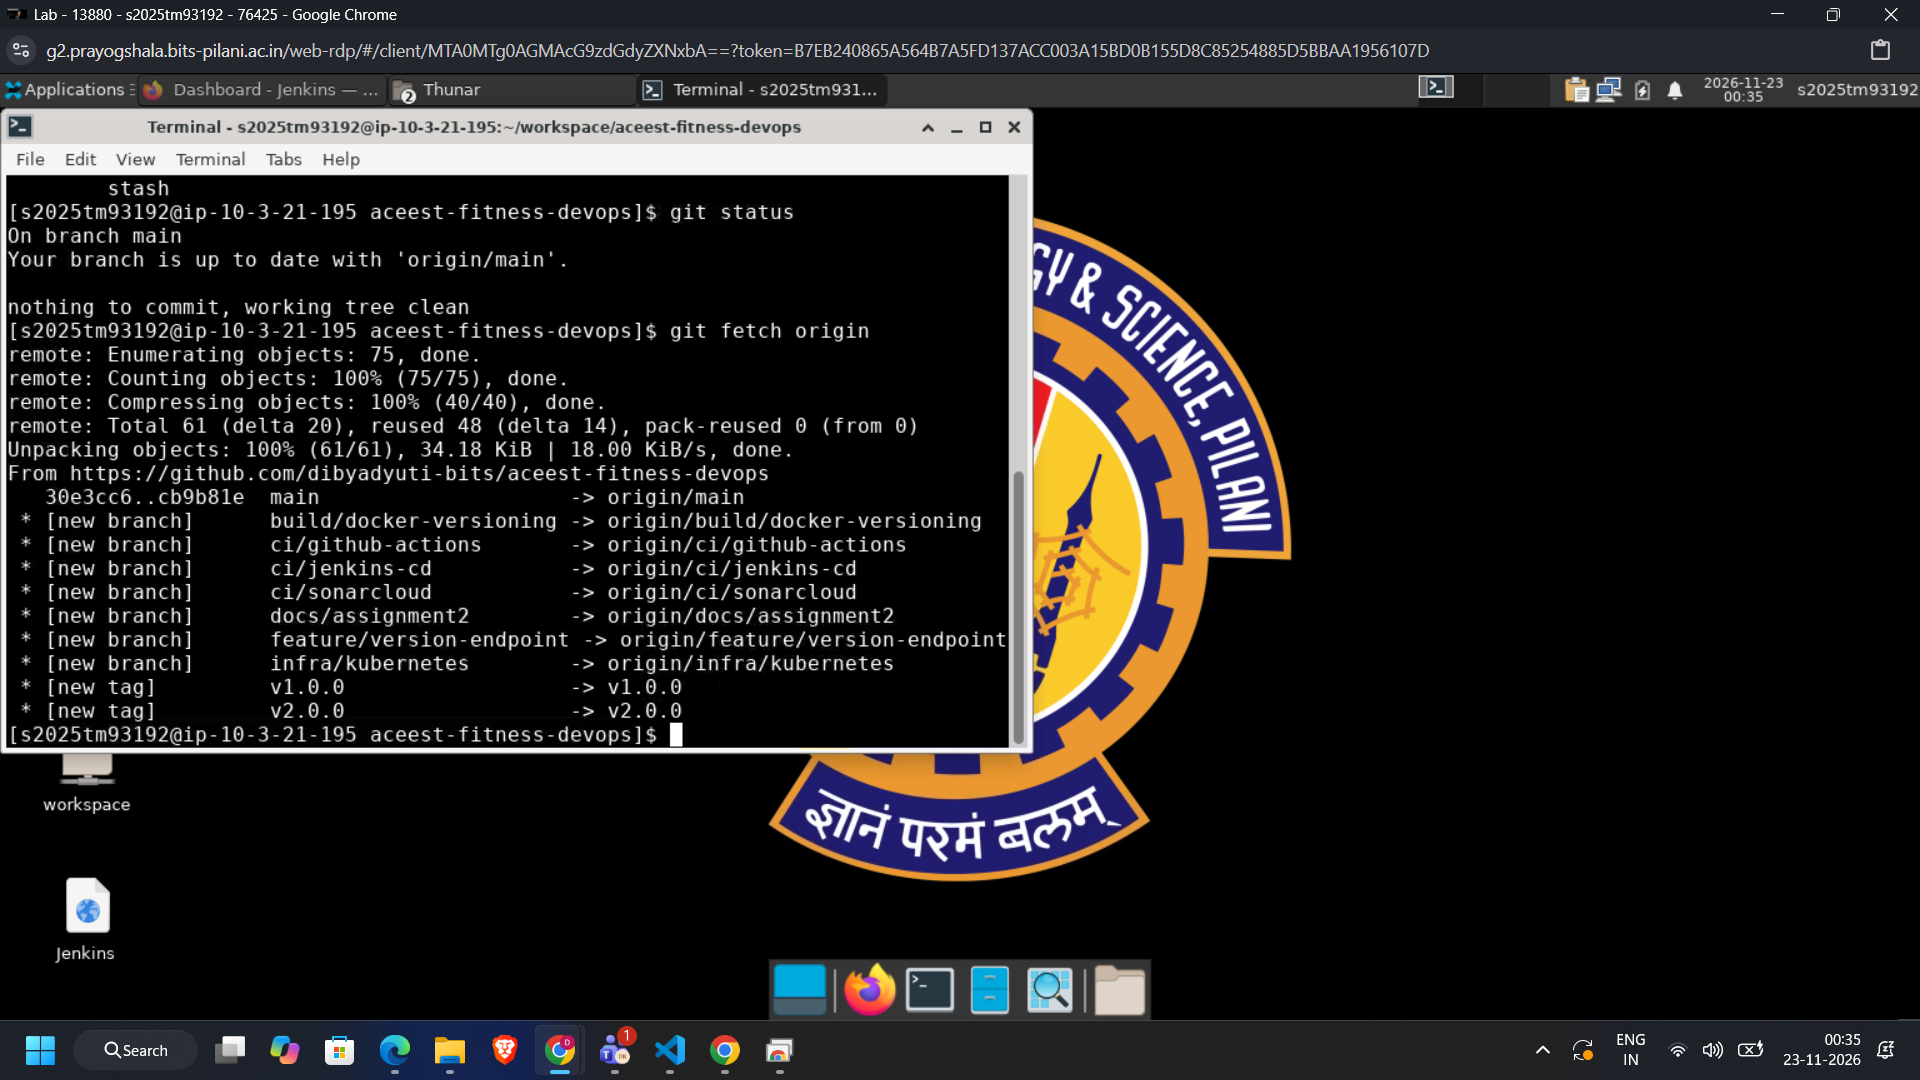 Lab - 13880 - s2025tm93192 - 76425 - Google Chrome
g2.prayogshala.bits-pilani.ac.in/web-rdp/#/client/MTA0MTg0AGMAcG9zdGdyZXNxbA==?token=B7EB240865A564B7A5FD137ACC003A15BD0B155D8C85254885D5BBAA1956107D
Applications Dashboard - Jenkins — ... 2 Thunar Terminal - s2025tm931... 2026-11-23 s2025tm93192
00:35
Terminal - s2025tm93192@ip-10-3-21-195:~/workspace/aceest-fitness-devops
File Edit View Terminal Tabs Help
stash
[s2025tm93192@ip-10-3-21-195 aceest-fitness-devops]$ git status
On branch main
Your branch is up to date with 'origin/main'.
nothing to commit, working tree clean
[s2025tm93192@ip-10-3-21-195 aceest-fitness-devops]$ git fetch origin
remote: Enumerating objects: 75, done.
remote: Counting objects: 100% (75/75), done.
remote: Compressing objects: 100% (40/40), done.
remote: Total 61 (delta 20), reused 48 (delta 14), pack-reused 0 (from 0)
Unpacking objects: 100% (61/61), 34.18 KiB | 18.00 KiB/s, done.
From https://github.com/dibyadyuti-bits/aceest-fitness-devops
30e3cc6..cb9b81e main -> origin/main
* [new branch] build/docker-versioning -> origin/build/docker-versioning
* [new branch] ci/github-actions -> origin/ci/github-actions
* [new branch] ci/jenkins-cd -> origin/ci/jenkins-cd
* [new branch] ci/sonarcloud -> origin/ci/sonarcloud
* [new branch] docs/assignment2 -> origin/docs/assignment2
* [new branch] feature/version-endpoint -> origin/feature/version-endpoint
* [new branch] infra/kubernetes -> origin/infra/kubernetes
* [new tag] v1.0.0 -> v1.0.0
* [new tag] v2.0.0 -> v2.0.0
[s2025tm93192@ip-10-3-21-195 aceest-fitness-devops]$
GY & SCIENCE, PILANI
ज्ञानं परमं बलम्
workspace
Jenkins
Search
1
ENG
IN
00:35
23-11-2026